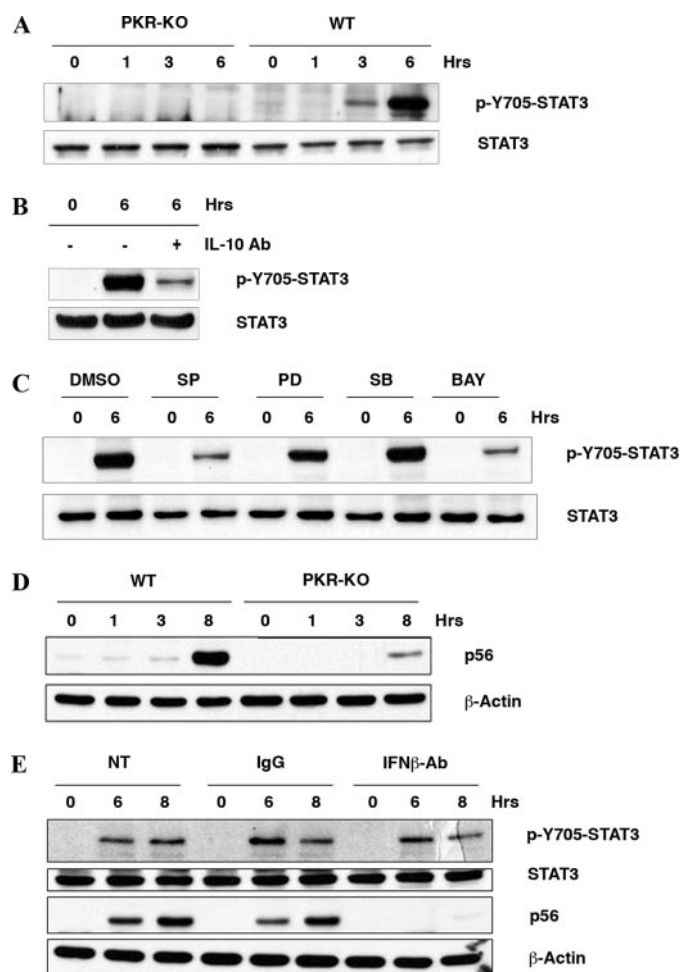 A PKR-KO WT
0 1 3 6 0 1 3 6 Hrs
p-Y705-STAT3
STAT3
B 0 6 6 Hrs
- - + IL-10 Ab
p-Y705-STAT3
STAT3
C DMSO SP PD SB BAY
0 6 0 6 0 6 0 6 0 6 Hrs
p-Y705-STAT3
STAT3
D WT PKR-KO
0 1 3 8 0 1 3 8 Hrs
p56
β-Actin
E NT IgG IFNβ-Ab
0 6 8 0 6 8 0 6 8 Hrs
p-Y705-STAT3
STAT3
p56
β-Actin